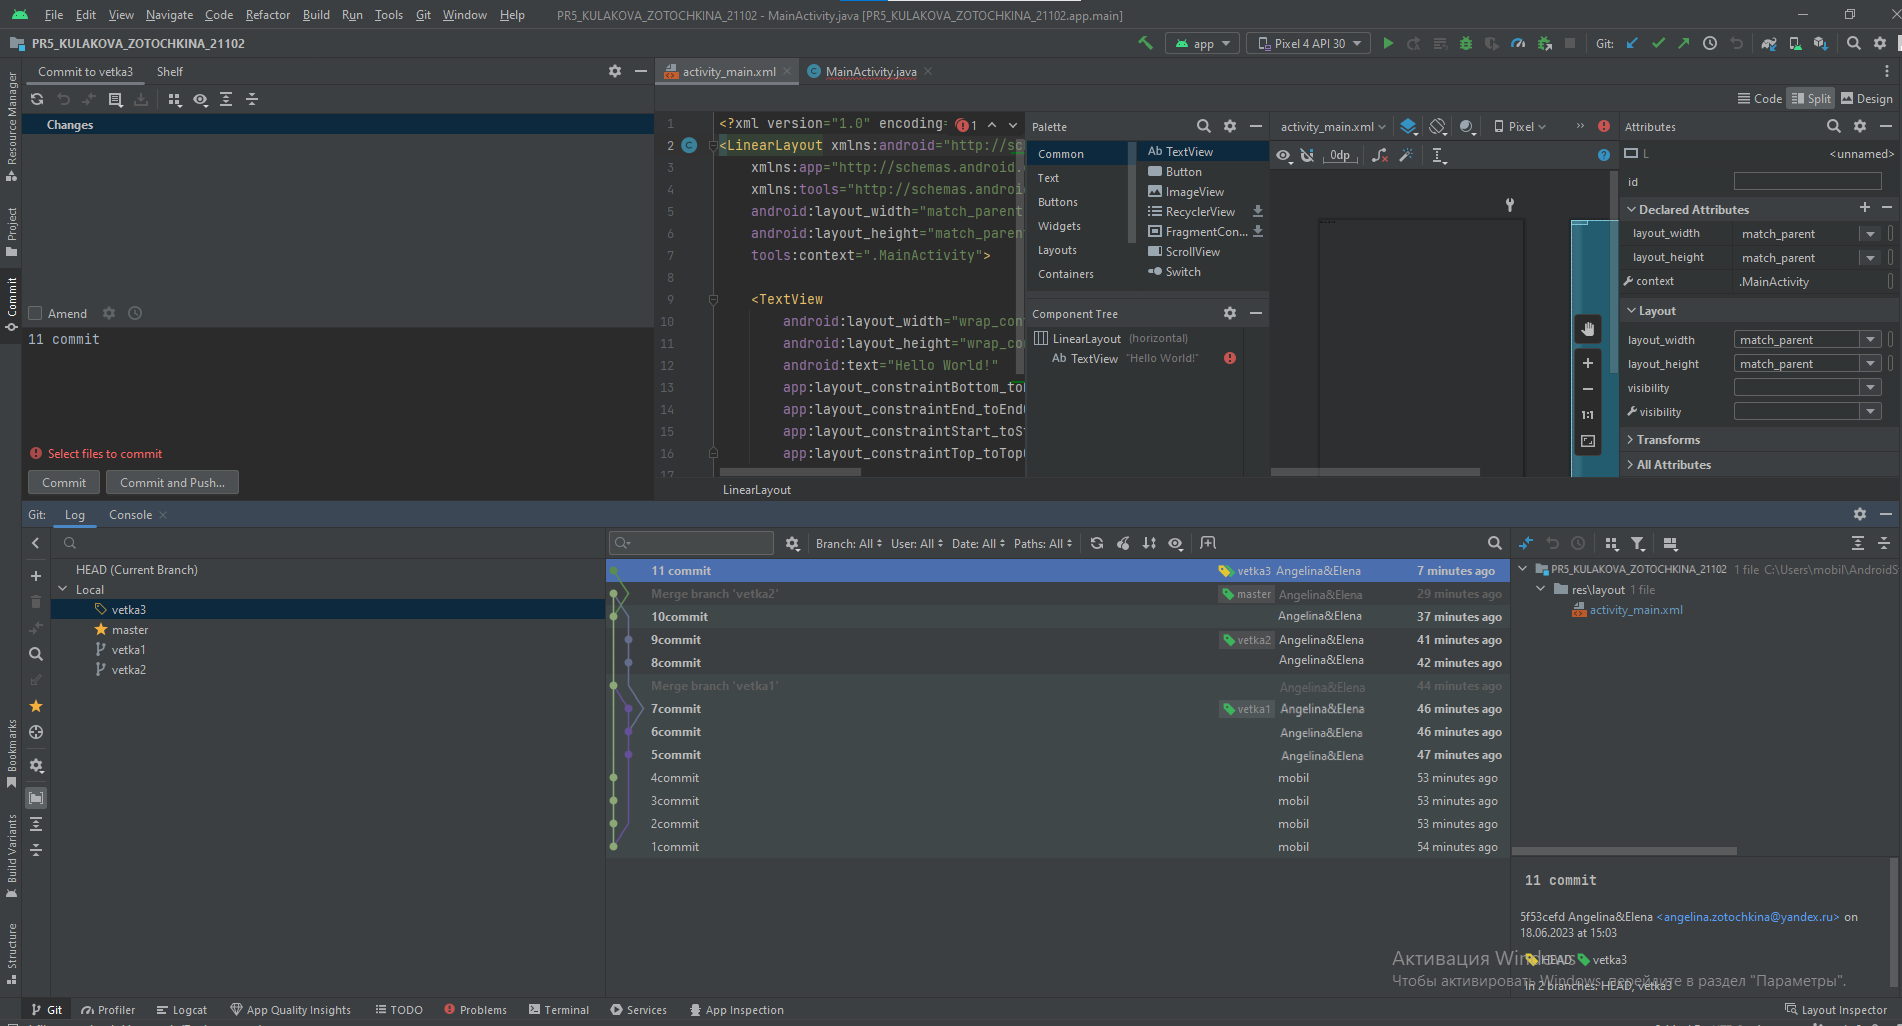 File Edit View Navigate Code Refactor Build Run Tools Git Window Help PR5_KULAKOVA_ZOTOCHKINA_21102 - MainActivity.java [PR5_KULAKOVA_ZOTOCHKINA_21102.app.main]
PR5_KULAKOVA_ZOTOCHKINA_21102 app Pixel 4 API 30 Git:
Commit to vetka3 Shelf
Changes
Amend
11 commit
Select files to commit
Commit Commit and Push...
Resource Manager
Project
Commit
Bookmarks
Build Variants
Structure
activity_main.xml MainActivity.java
Code Split Design
1 <?xml version="1.0" encoding= 1
2 <LinearLayout xmlns:android="http://sc
3 xmlns:app="http://schemas.android.
4 xmlns:tools="http://schemas.androi
5 android:layout_width="match_parent
6 android:layout_height="match_paren
7 tools:context=".MainActivity">
8
9 <TextView
10 android:layout_width="wrap_con
11 android:layout_height="wrap_co
12 android:text="Hello World!"
13 app:layout_constraintBottom_to
14 app:layout_constraintEnd_toEnd
15 app:layout_constraintStart_toS
16 app:layout_constraintTop_toTop
17
LinearLayout
Palette
Common
Text
Buttons
Widgets
Layouts
Containers
Ab TextView
Button
ImageView
RecyclerView
FragmentCon...
ScrollView
Switch
Component Tree
LinearLayout (horizontal)
Ab TextView "Hello World!"
activity_main.xml Pixel
0dp
1:1
Attributes
L <unnamed>
id
Declared Attributes
layout_width match_parent
layout_height match_parent
context .MainActivity
Layout
layout_width match_parent
layout_height match_parent
visibility
visibility
Transforms
All Attributes
Git: Log Console
HEAD (Current Branch)
Local
vetka3
master
vetka1
vetka2
Branch: All User: All Date: All Paths: All
11 commit vetka3 Angelina&Elena 7 minutes ago
Merge branch 'vetka2' master Angelina&Elena 29 minutes ago
10commit Angelina&Elena 37 minutes ago
9commit vetka2 Angelina&Elena 41 minutes ago
8commit Angelina&Elena 42 minutes ago
Merge branch 'vetka1' Angelina&Elena 44 minutes ago
7commit vetka1 Angelina&Elena 46 minutes ago
6commit Angelina&Elena 46 minutes ago
5commit Angelina&Elena 47 minutes ago
4commit mobil 53 minutes ago
3commit mobil 53 minutes ago
2commit mobil 53 minutes ago
1commit mobil 54 minutes ago
PR5_KULAKOVA_ZOTOCHKINA_21102 1 file C:\Users\mobil\AndroidS
res\layout 1 file
activity_main.xml
11 commit
5f53cefd Angelina&Elena <angelina.zotochkina@yandex.ru> on
18.06.2023 at 15:03
HEAD vetka3
In 2 branches: HEAD, vetka3
Активация Windows
Чтобы активировать Windows, перейдите в раздел "Параметры".
Git Profiler Logcat App Quality Insights TODO Problems Terminal Services App Inspection Layout Inspector